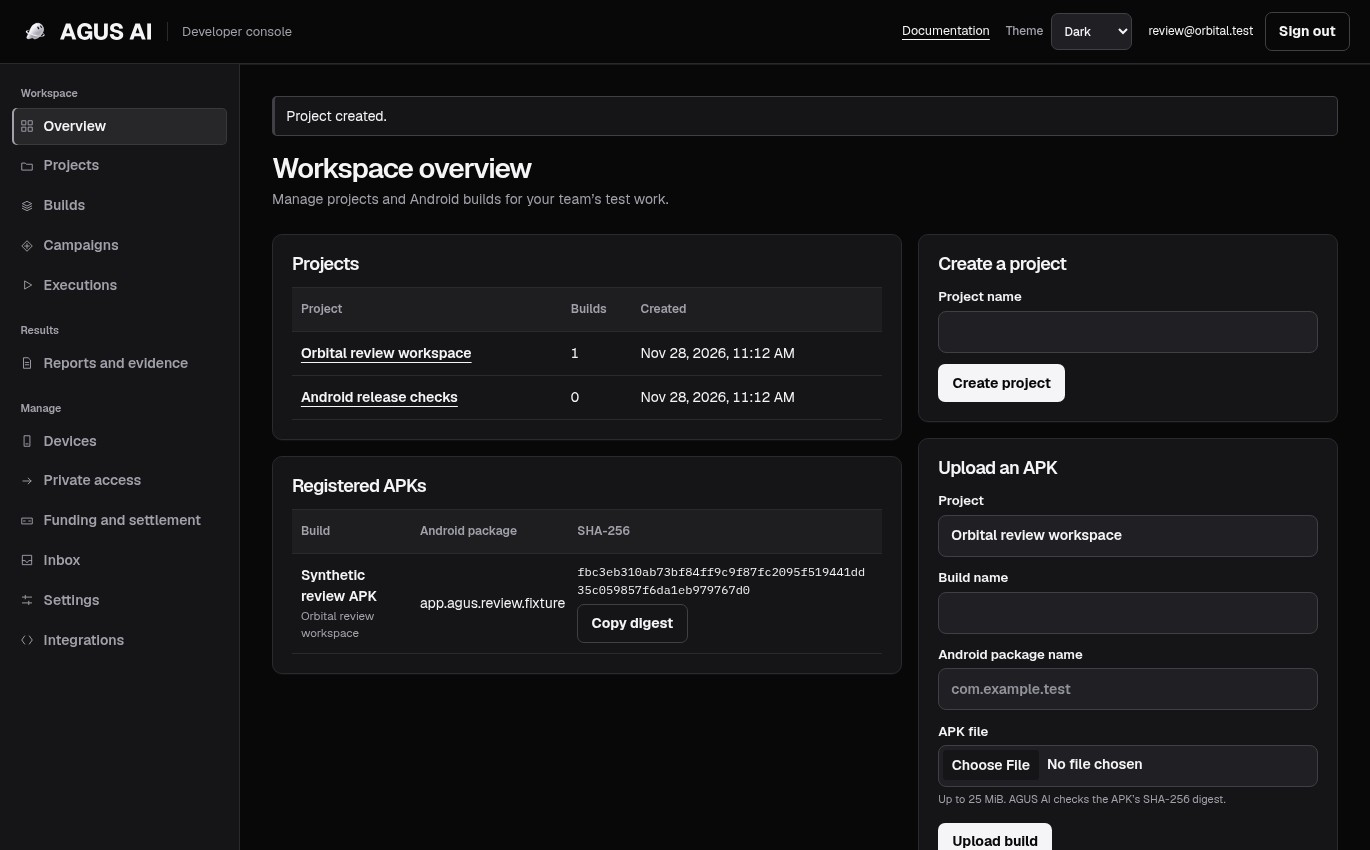 AGUS AI
Developer console
Documentation
Theme
Dark
review@orbital.test
Sign out
Workspace
Overview
Projects
Builds
Campaigns
Executions
Results
Reports and evidence
Manage
Devices
Private access
Funding and settlement
Inbox
Settings
Integrations
Project created.
Workspace overview
Manage projects and Android builds for your team's test work.
Projects
Project Builds Created
Orbital review workspace 1 Nov 28, 2026, 11:12 AM
Android release checks 0 Nov 28, 2026, 11:12 AM
Registered APKs
Build Android package SHA-256
Synthetic
review APK
Orbital review
workspace
app.agus.review.fixture
fbc3eb310ab73bf84ff9c9f87fc2095f519441dd
35c059857f6da1eb979767d0
Copy digest
Create a project
Project name
Create project
Upload an APK
Project
Orbital review workspace
Build name
Android package name
com.example.test
APK file
Choose File No file chosen
Up to 25 MiB. AGUS AI checks the APK's SHA-256 digest.
Upload build